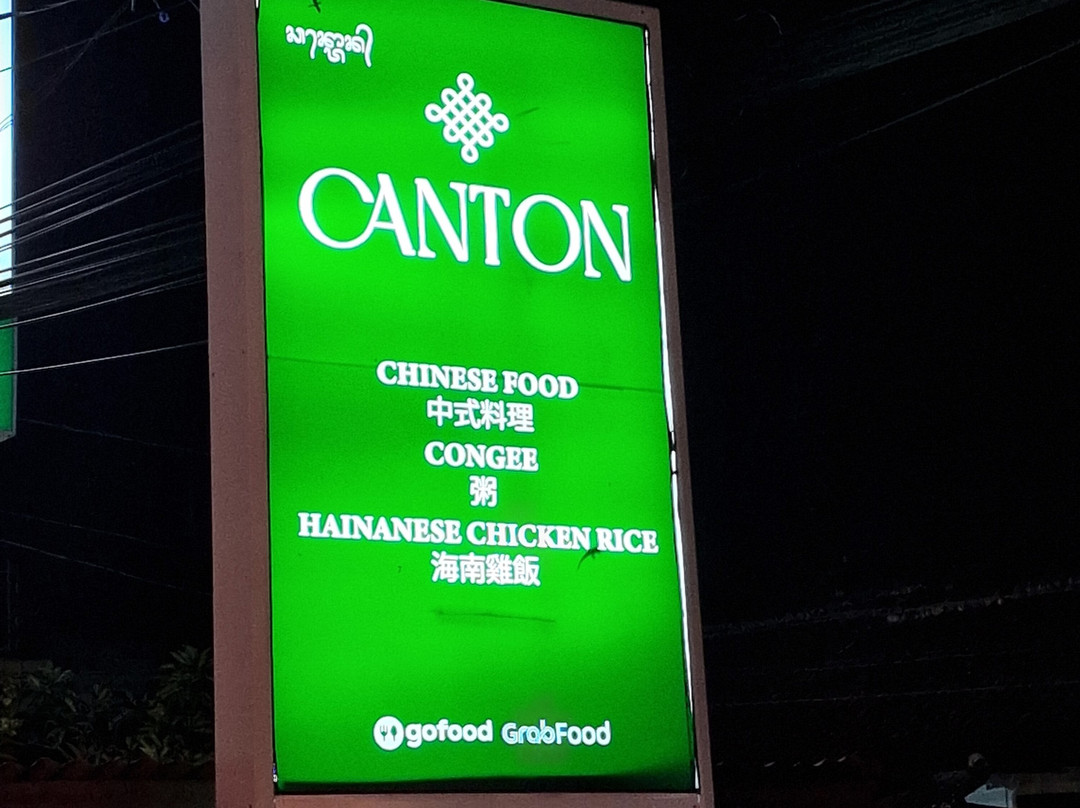 CANTON
CHINESE FOOD
中式料理
CONGEE
粥
HAINANESE CHICKEN RICE
海南雞飯
gofood GrabFood